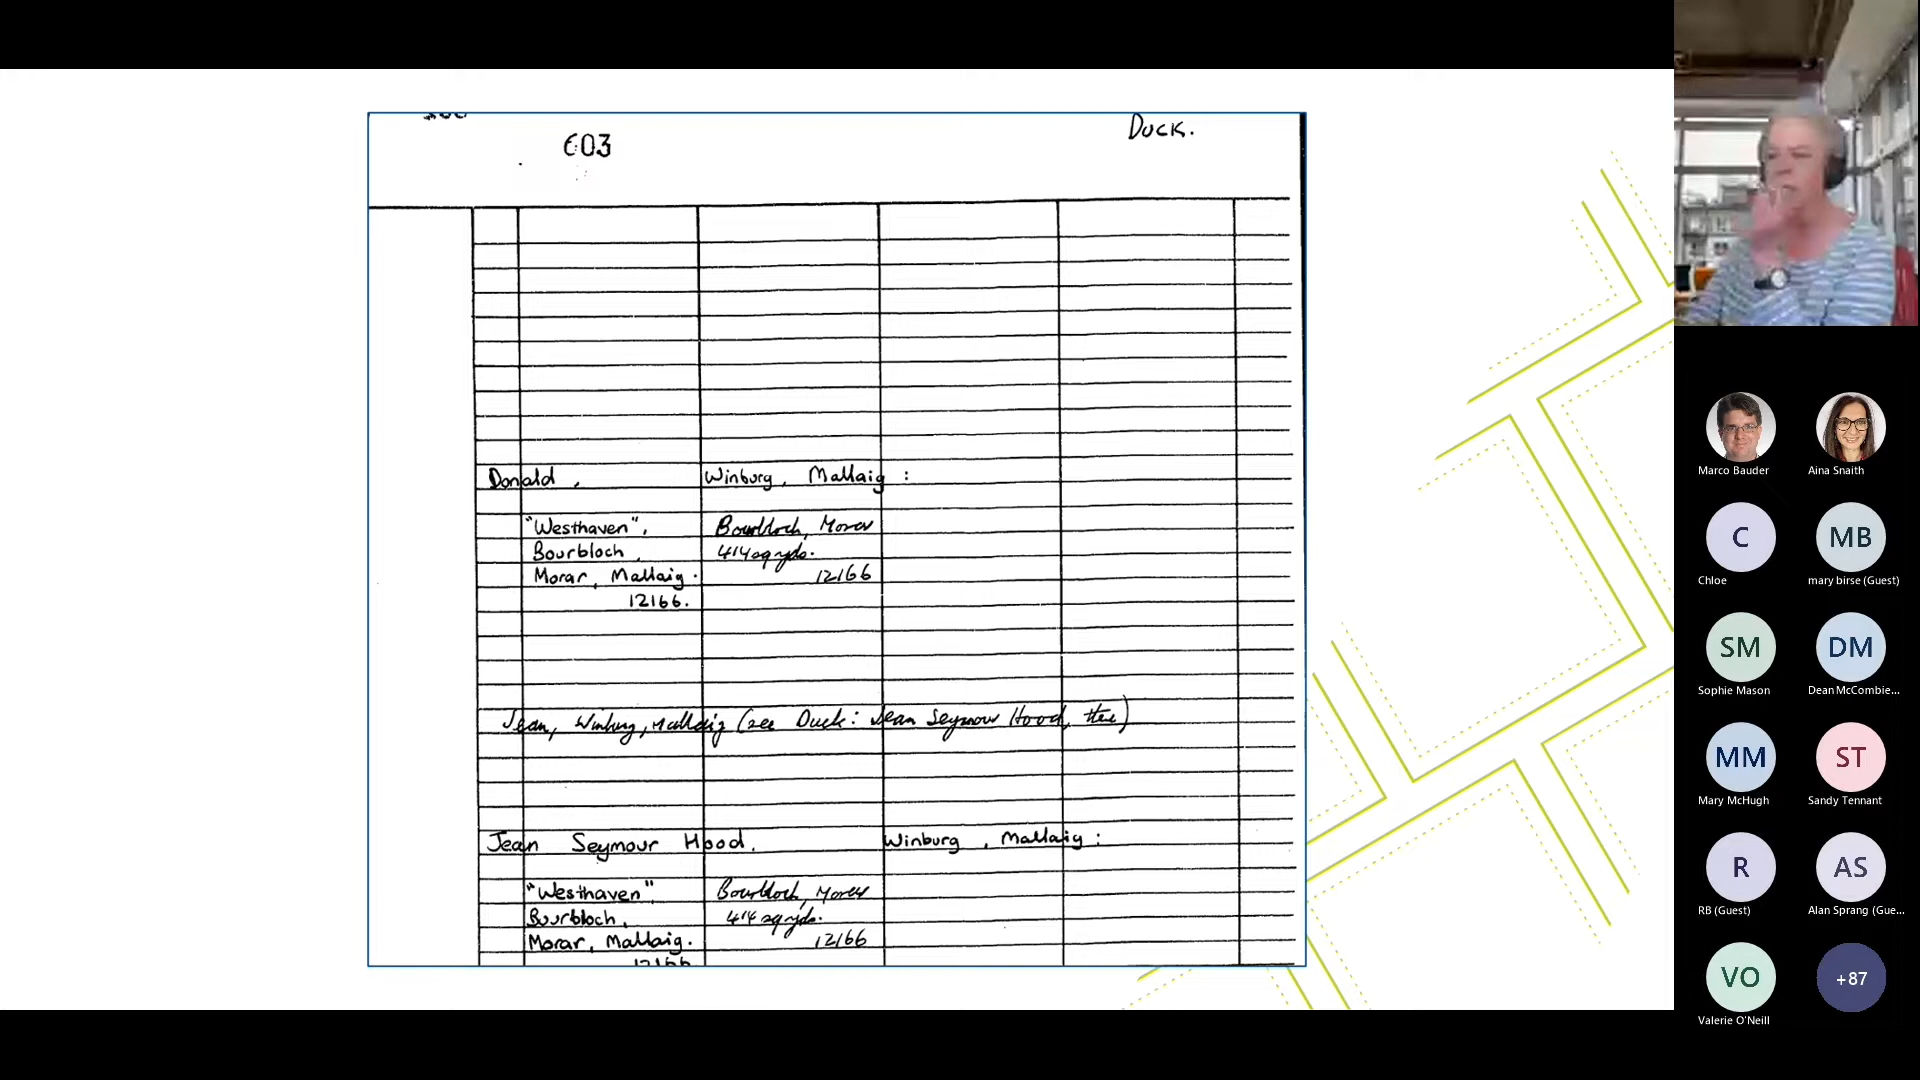 603
Duck.
Donald, Winburg, Mallaig :
"Westhaven", Bourbloch, Morar
Bourbloch, 414 sq yds.
Morar, Mallaig. 12166
12166.
Jean, Winburg, Mallaig (see Duck: Jean Seymour Hood, )
Jean Seymour Hood, Winburg, Mallaig :
"Westhaven" Bourbloch, Morar
Bourbloch, 414 sq yds.
Morar, Mallaig. 12166
12166
Marco Bauder
Aina Snaith
C
Chloe
MB
mary birse (Guest)
SM
Sophie Mason
DM
Dean McCombie...
MM
Mary McHugh
ST
Sandy Tennant
R
RB (Guest)
AS
Alan Sprang (Gue...
VO
Valerie O'Neill
+87